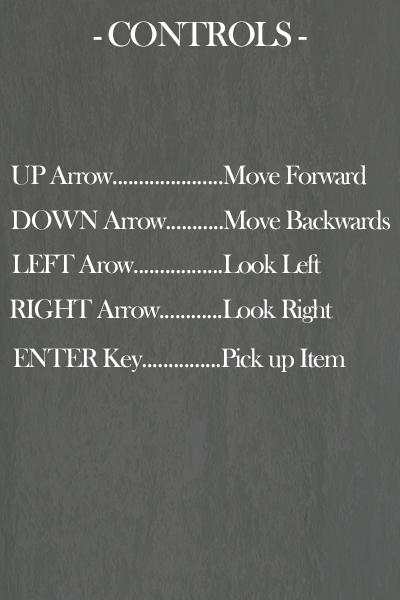 - CONTROLS -
UP Arrow.....................Move Forward
DOWN Arrow...........Move Backwards
LEFT Arow.................Look Left
RIGHT Arrow............Look Right
ENTER Key...............Pick up Item